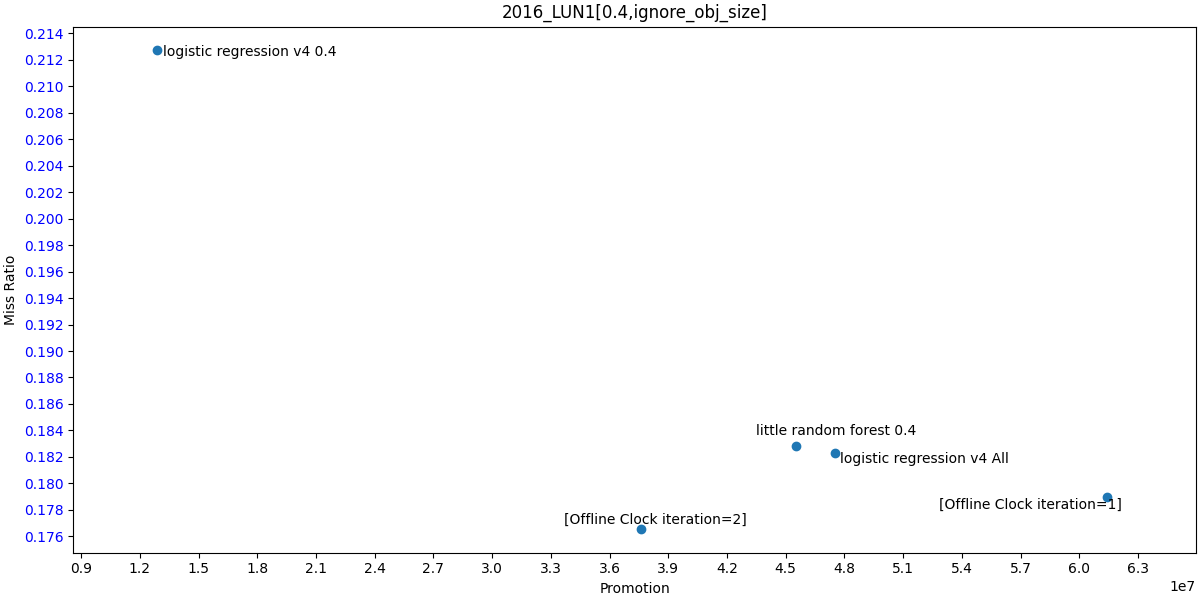 2016_LUN1[0.4,ignore_obj_size]
0.214
0.212
0.210
0.208
0.206
0.204
0.202
0.200
0.198
0.196
0.194
0.192
0.190
0.188
0.186
0.184
0.182
0.180
0.178
0.176
Miss Ratio
logistic regression v4 0.4
little random forest 0.4
logistic regression v4 All
[Offline Clock iteration=1]
[Offline Clock iteration=2]
0.9 1.2 1.5 1.8 2.1 2.4 2.7 3.0 3.3 3.6 3.9 4.2 4.5 4.8 5.1 5.4 5.7 6.0 6.3
1e7
Promotion